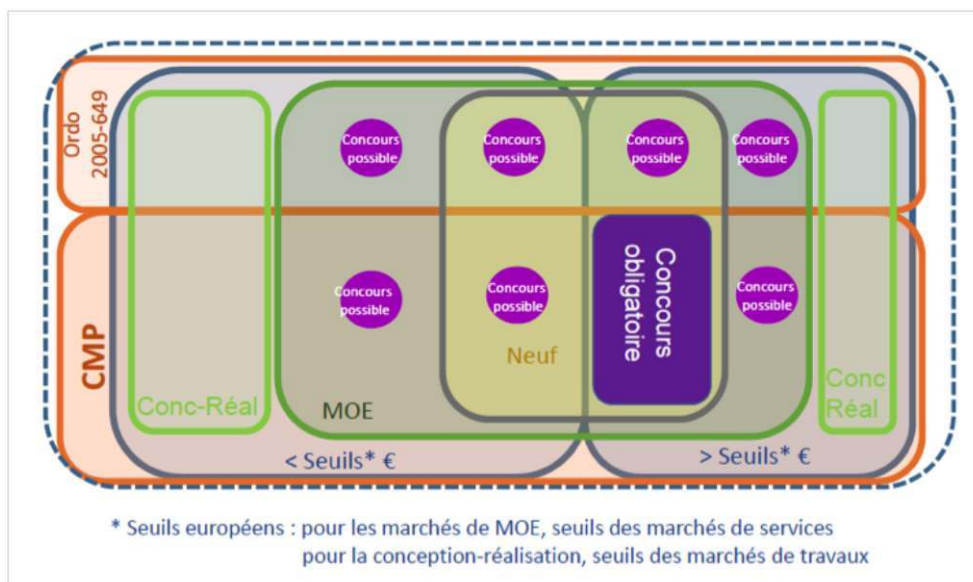 Ordo
2005-649
Concours
possible
Concours
possible
Concours
possible
Concours
possible
CMP
Concours
possible
Concours
possible
Concours
obligatoire
Concours
possible
Neuf
Conc-Réal
MOE
Conc
Réal
< Seuils* €
> Seuils* €
* Seuils européens : pour les marchés de MOE, seuils des marchés de services
pour la conception-réalisation, seuils des marchés de travaux